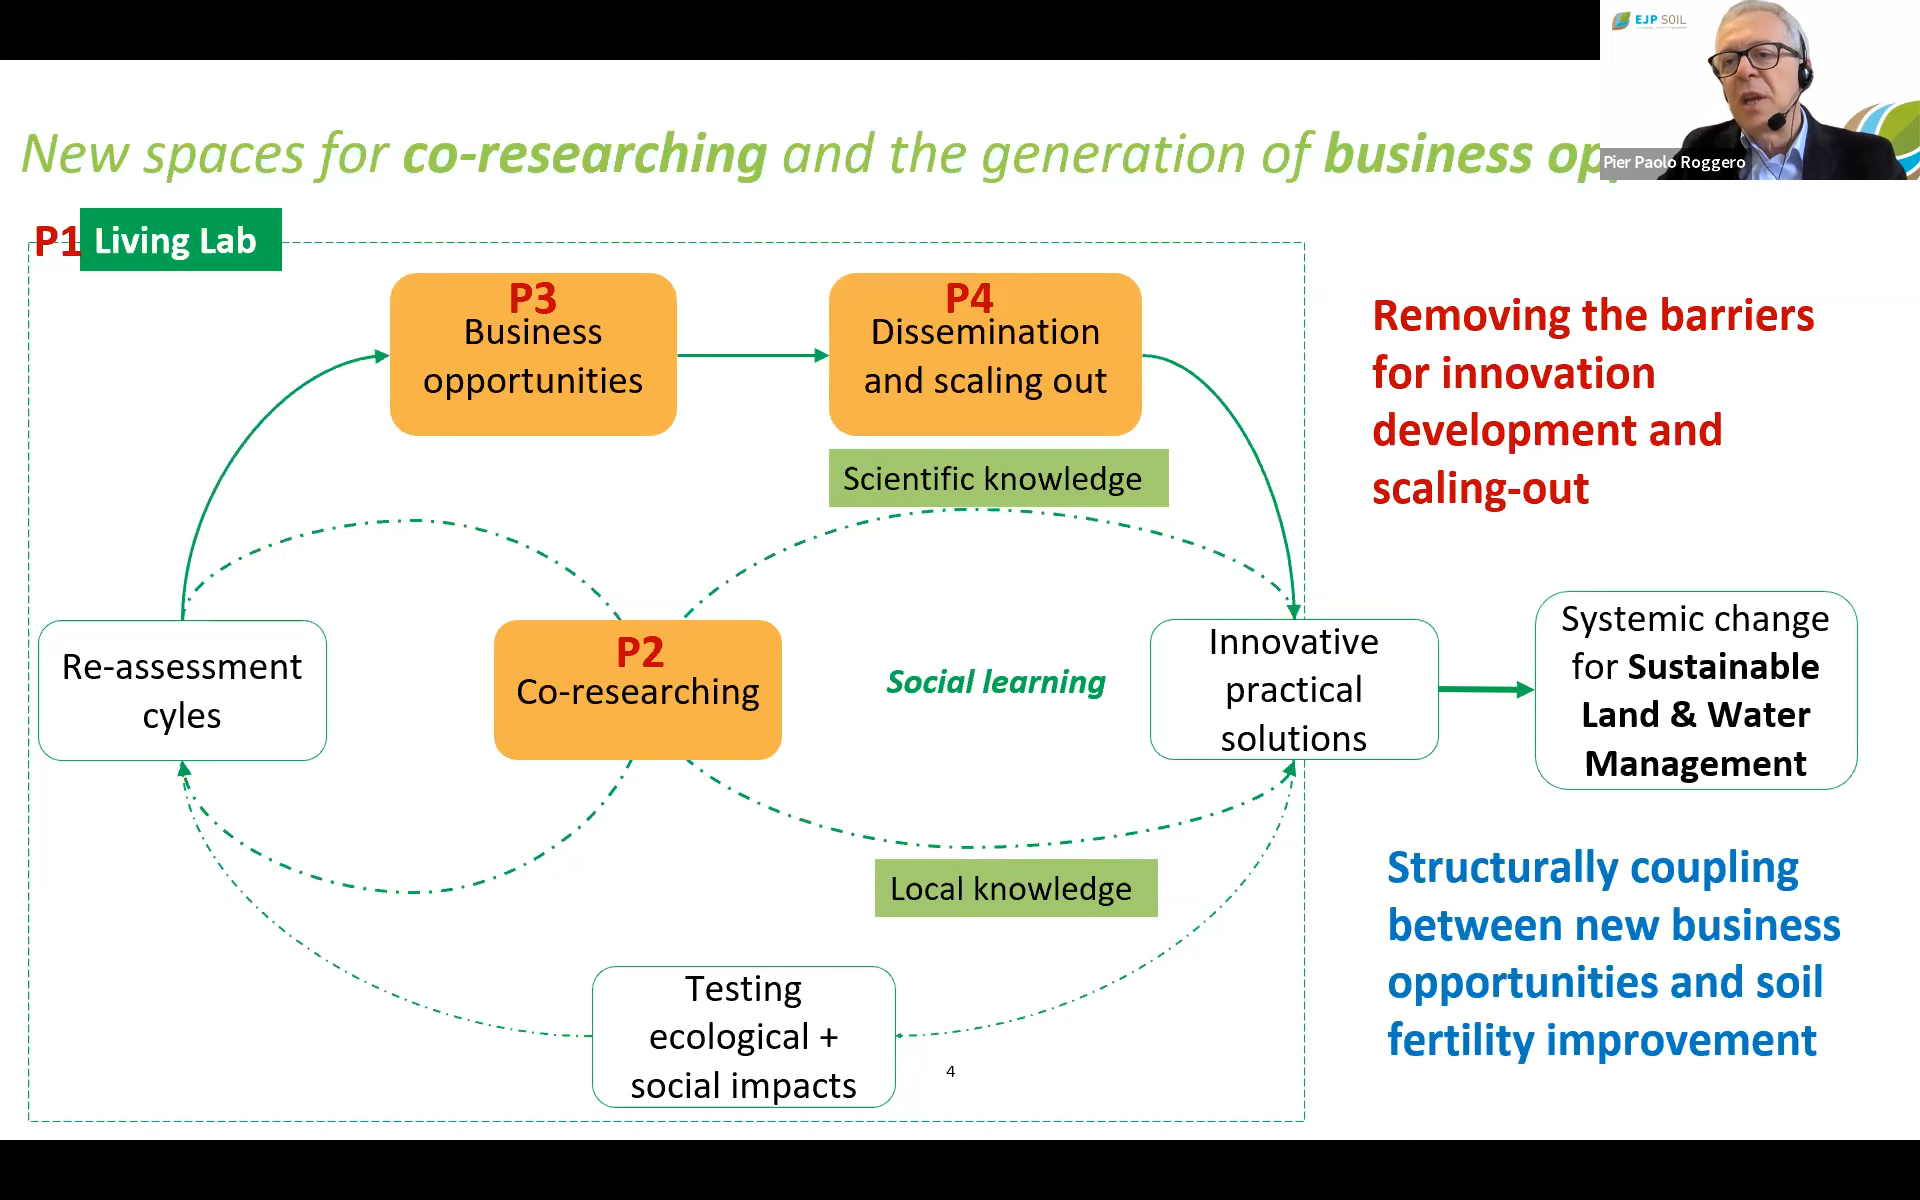 EJP SOIL
New spaces for co-researching and the generation of business op
Pier Paolo Roggero
P1 Living Lab
P3
Business
opportunities
P4
Dissemination
and scaling out
Removing the barriers
for innovation
development and
scaling-out
Scientific knowledge
Re-assessment
cyles
P2
Co-researching
Social learning
Innovative
practical
solutions
Systemic change
for Sustainable
Land & Water
Management
Local knowledge
Structurally coupling
between new business
opportunities and soil
fertility improvement
Testing
ecological +
social impacts
4